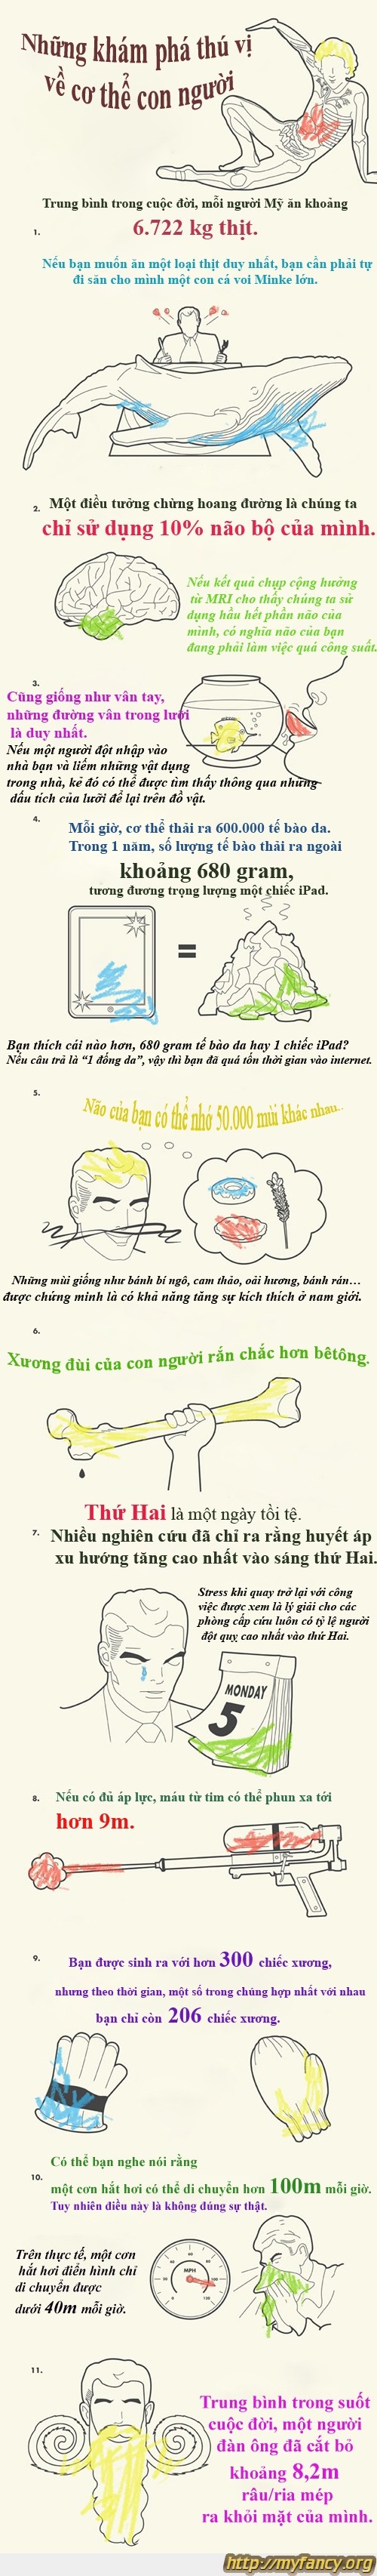 Những khám phá thú vị
về cơ thể con người
Trung bình trong cuộc đời, mỗi người Mỹ ăn khoảng
1.
6.722 kg thịt.
Nếu bạn muốn ăn một loại thịt duy nhất, bạn cần phải tự
đi săn cho mình một con cá voi Minke lớn.
2. Một điều tưởng chừng hoang đường là chúng ta
chỉ sử dụng 10% não bộ của mình.
Nếu kết quả chụp cộng hưởng
từ MRI cho thấy chúng ta sử
dụng hầu hết phần não của
mình, có nghĩa não của bạn
đang phải làm việc quá công suất.
3.
Cũng giống như vân tay,
những đường vân trong lưỡi
là duy nhất.
Nếu một người đột nhập vào
nhà bạn và liếm những vật dụng
trong nhà, kẻ đó có thể được tìm thấy thông qua những
dấu tích của lưỡi để lại trên đồ vật.
4.
Mỗi giờ, cơ thể thải ra 600.000 tế bào da.
Trong 1 năm, số lượng tế bào thải ra ngoài
khoảng 680 gram,
tương đương trọng lượng một chiếc iPad.
=
Bạn thích cái nào hơn, 680 gram tế bào da hay 1 chiếc iPad?
Nếu câu trả là “1 đống da”, vậy thì bạn đã quá tốn thời gian vào internet.
5.
Não của bạn có thể nhớ 50.000 mùi khác nhau..
Những mùi giống như bánh bí ngô, cam thảo, oải hương, bánh rán…
được chứng minh là có khả năng tăng sự kích thích ở nam giới.
6.
Xương đùi của con người rắn chắc hơn bêtông.
Thứ Hai là một ngày tồi tệ.
7. Nhiều nghiên cứu đã chỉ ra rằng huyết áp
xu hướng tăng cao nhất vào sáng thứ Hai.
Stress khi quay trở lại với công
việc được xem là lý giải cho các
phòng cấp cứu luôn có tỷ lệ người
đột quỵ cao nhất vào thứ Hai.
MONDAY
5
8. Nếu có đủ áp lực, máu từ tim có thể phun xa tới
hơn 9m.
9. Bạn được sinh ra với hơn 300 chiếc xương,
nhưng theo thời gian, một số trong chúng hợp nhất với nhau
bạn chỉ còn 206 chiếc xương.
Có thể bạn nghe nói rằng
10. một cơn hắt hơi có thể di chuyển hơn 100m mỗi giờ.
Tuy nhiên điều này là không đúng sự thật.
Trên thực tế, một cơn
hắt hơi điển hình chỉ
di chuyển được
dưới 40m mỗi giờ.
MPH
11.
Trung bình trong suốt
cuộc đời, một người
đàn ông đã cắt bỏ
khoảng 8,2m
râu/ria mép
ra khỏi mặt của mình.
http://myfancy.org